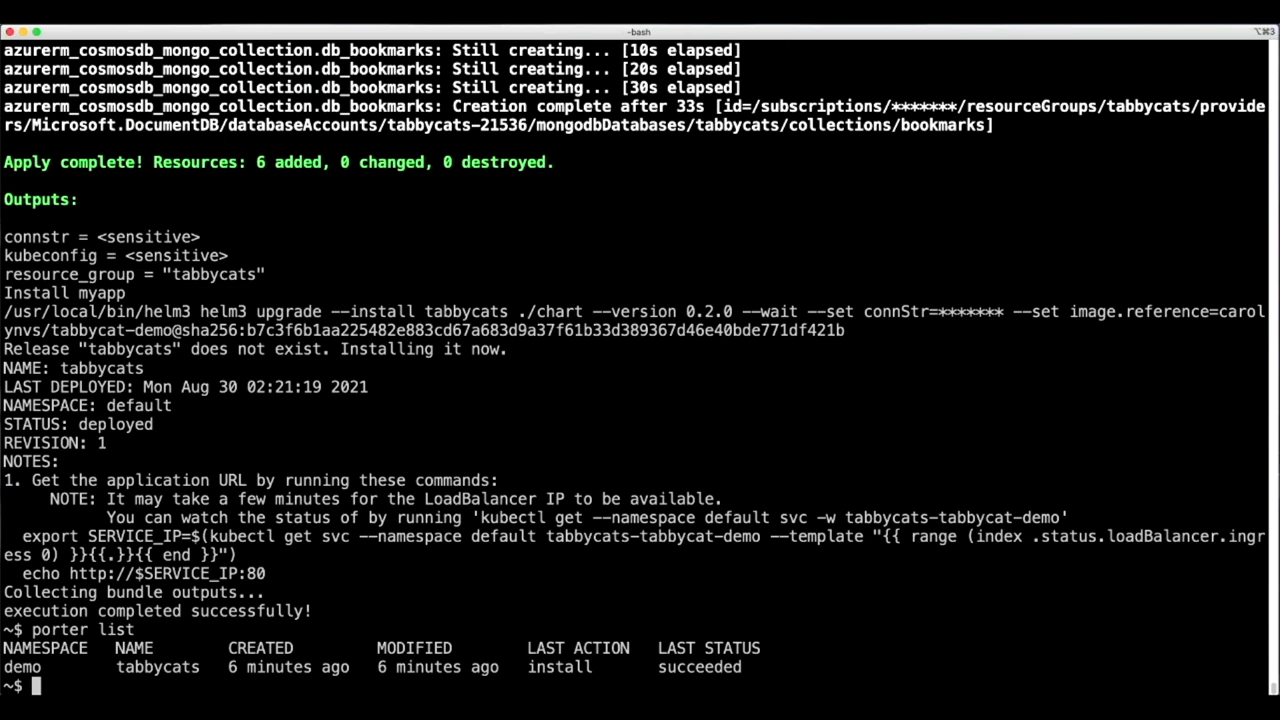 -bash
⌥⌘3
azurerm_cosmosdb_mongo_collection.db_bookmarks: Still creating... [10s elapsed]
azurerm_cosmosdb_mongo_collection.db_bookmarks: Still creating... [20s elapsed]
azurerm_cosmosdb_mongo_collection.db_bookmarks: Still creating... [30s elapsed]
azurerm_cosmosdb_mongo_collection.db_bookmarks: Creation complete after 33s [id=/subscriptions/*******/resourceGroups/tabbycats/provide
rs/Microsoft.DocumentDB/databaseAccounts/tabbycats-21536/mongodbDatabases/tabbycats/collections/bookmarks]
Apply complete! Resources: 6 added, 0 changed, 0 destroyed.
Outputs:
connstr = <sensitive>
kubeconfig = <sensitive>
resource_group = "tabbycats"
Install myapp
/usr/local/bin/helm3 helm3 upgrade --install tabbycats ./chart --version 0.2.0 --wait --set connStr=******* --set image.reference=carol
ynvs/tabbycat-demo@sha256:b7c3f6b1aa225482e883cd67a683d9a37f61b33d389367d46e40bde771df421b
Release "tabbycats" does not exist. Installing it now.
NAME: tabbycats
LAST DEPLOYED: Mon Aug 30 02:21:19 2021
NAMESPACE: default
STATUS: deployed
REVISION: 1
NOTES:
1. Get the application URL by running these commands:
NOTE: It may take a few minutes for the LoadBalancer IP to be available.
You can watch the status of by running 'kubectl get --namespace default svc -w tabbycats-tabbycat-demo'
export SERVICE_IP=$(kubectl get svc --namespace default tabbycats-tabbycat-demo --template "{{ range (index .status.loadBalancer.ingr
ess 0) }}{{.}}{{ end }}")
echo http://$SERVICE_IP:80
Collecting bundle outputs...
execution completed successfully!
~$ porter list
NAMESPACE NAME CREATED MODIFIED LAST ACTION LAST STATUS
demo tabbycats 6 minutes ago 6 minutes ago install succeeded
~$